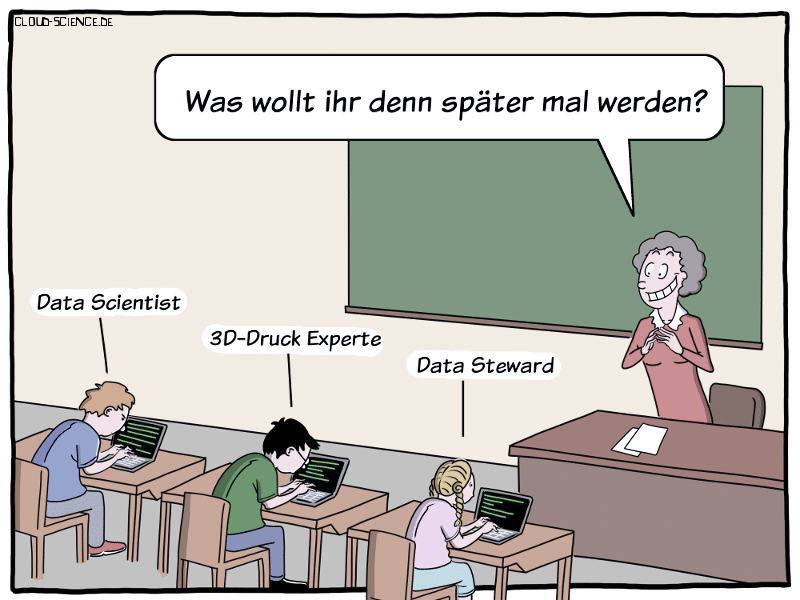 CLOUD-SCIENCE.DE
Was wollt ihr denn später mal werden?
Data Scientist
3D-Druck Experte
Data Steward